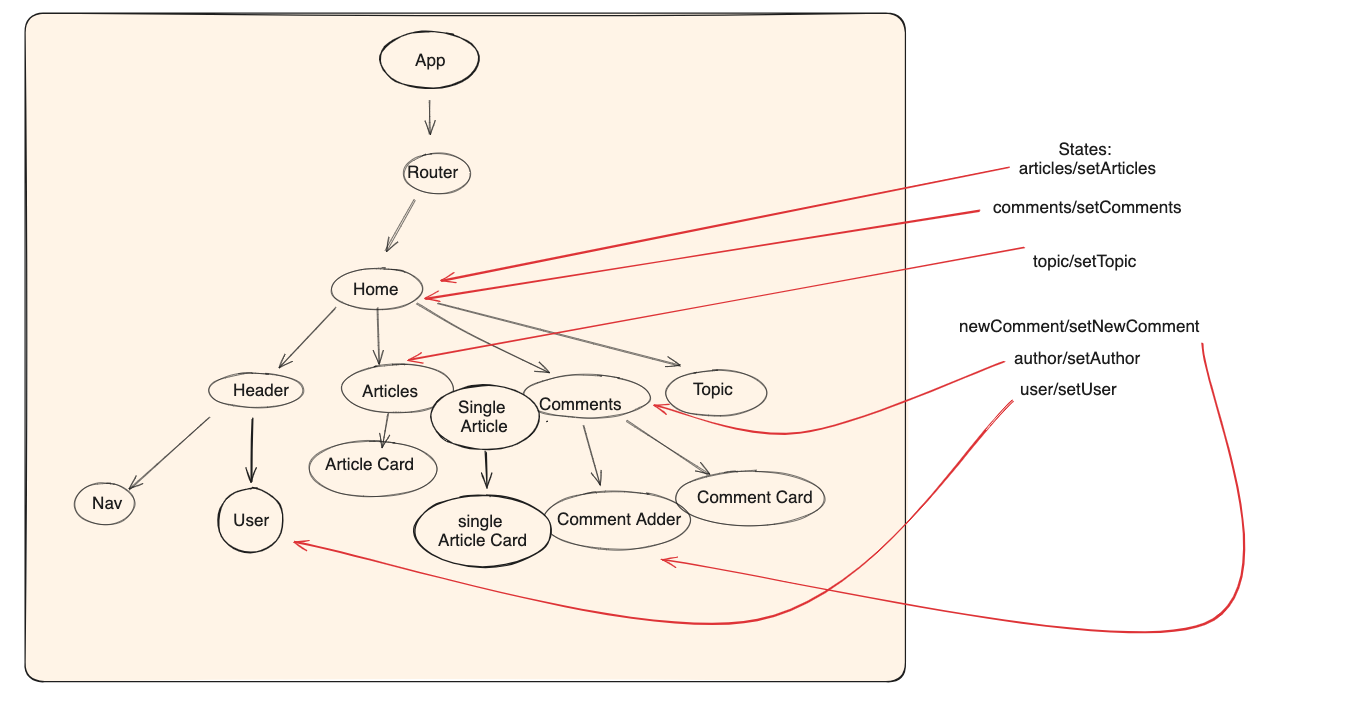 App
Router
States:
articles/setArticles
comments/setComments
topic/setTopic
Home
newComment/setNewComment
author/setAuthor
user/setUser
Header
Articles
Single
Article
Comments
Topic
Article Card
Nav
User
single
Article Card
Comment Adder
Comment Card